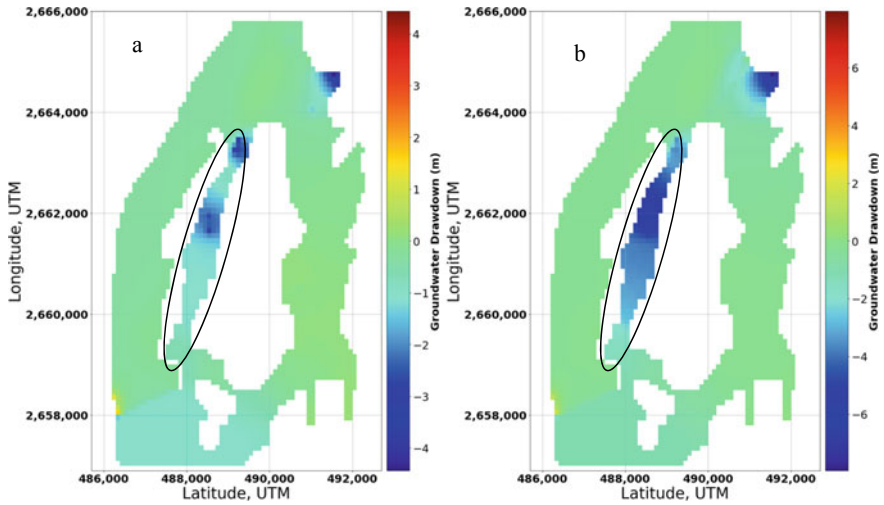 a
2,666,000
2,664,000
2,662,000
2,660,000
2,658,000
Longitude, UTM
486,000 488,000 490,000 492,000
Latitude, UTM
4
3
2
1
0
−1
−2
−3
−4
Groundwater Drawdown (m)
b
2,666,000
2,664,000
2,662,000
2,660,000
2,658,000
Longitude, UTM
486,000 488,000 490,000 492,000
Latitude, UTM
6
4
2
0
−2
−4
−6
Groundwater Drawdown (m)